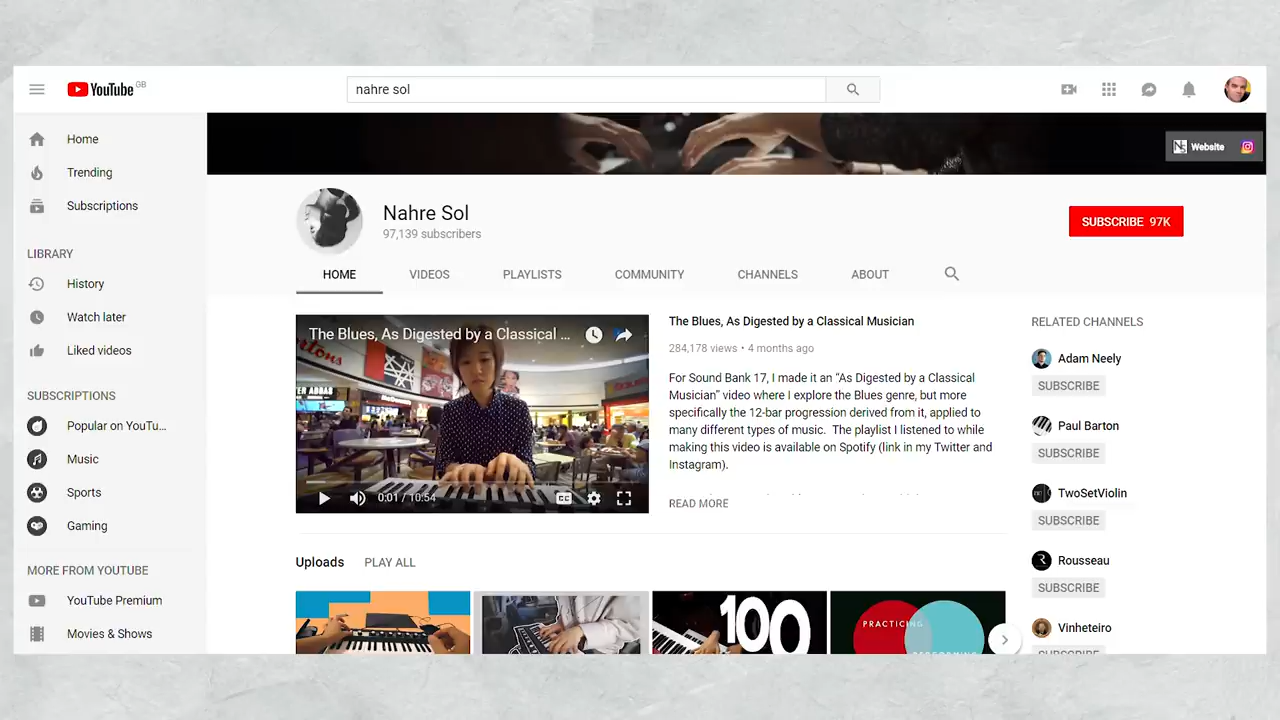 YouTube GB
nahre sol
Home
Trending
Subscriptions
LIBRARY
History
Watch later
Liked videos
SUBSCRIPTIONS
Popular on YouTu...
Music
Sports
Gaming
MORE FROM YOUTUBE
YouTube Premium
Movies & Shows
Website
Nahre Sol
97,139 subscribers
SUBSCRIBE 97K
HOME
VIDEOS
PLAYLISTS
COMMUNITY
CHANNELS
ABOUT
The Blues, As Digested by a Classical ...
0:01 / 10:54
CC
The Blues, As Digested by a Classical Musician
284,178 views • 4 months ago
For Sound Bank 17, I made it an “As Digested by a Classical
Musician” video where I explore the Blues genre, but more
specifically the 12-bar progression derived from it, applied to
many different types of music. The playlist I listened to while
making this video is available on Spotify (link in my Twitter and
Instagram).
READ MORE
Uploads
PLAY ALL
100
PRACTICING
PERFORMING
RELATED CHANNELS
Adam Neely
SUBSCRIBE
Paul Barton
SUBSCRIBE
TwoSetViolin
SUBSCRIBE
Rousseau
SUBSCRIBE
Vinheteiro
SUBSCRIBE